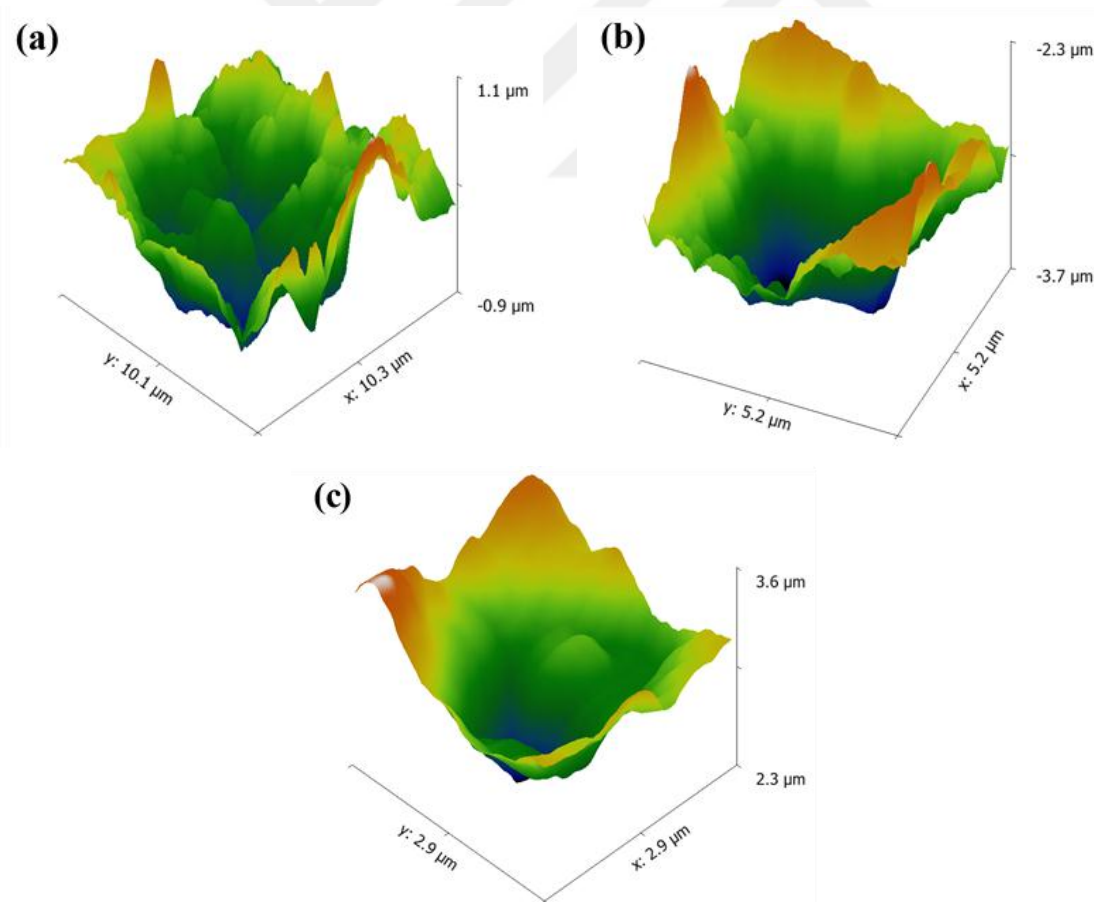 (a)
1.1 µm
-0.9 µm
y: 10.1 µm
x: 10.3 µm
(b)
-2.3 µm
-3.7 µm
y: 5.2 µm
x: 5.2 µm
(c)
3.6 µm
2.3 µm
y: 2.9 µm
x: 2.9 µm